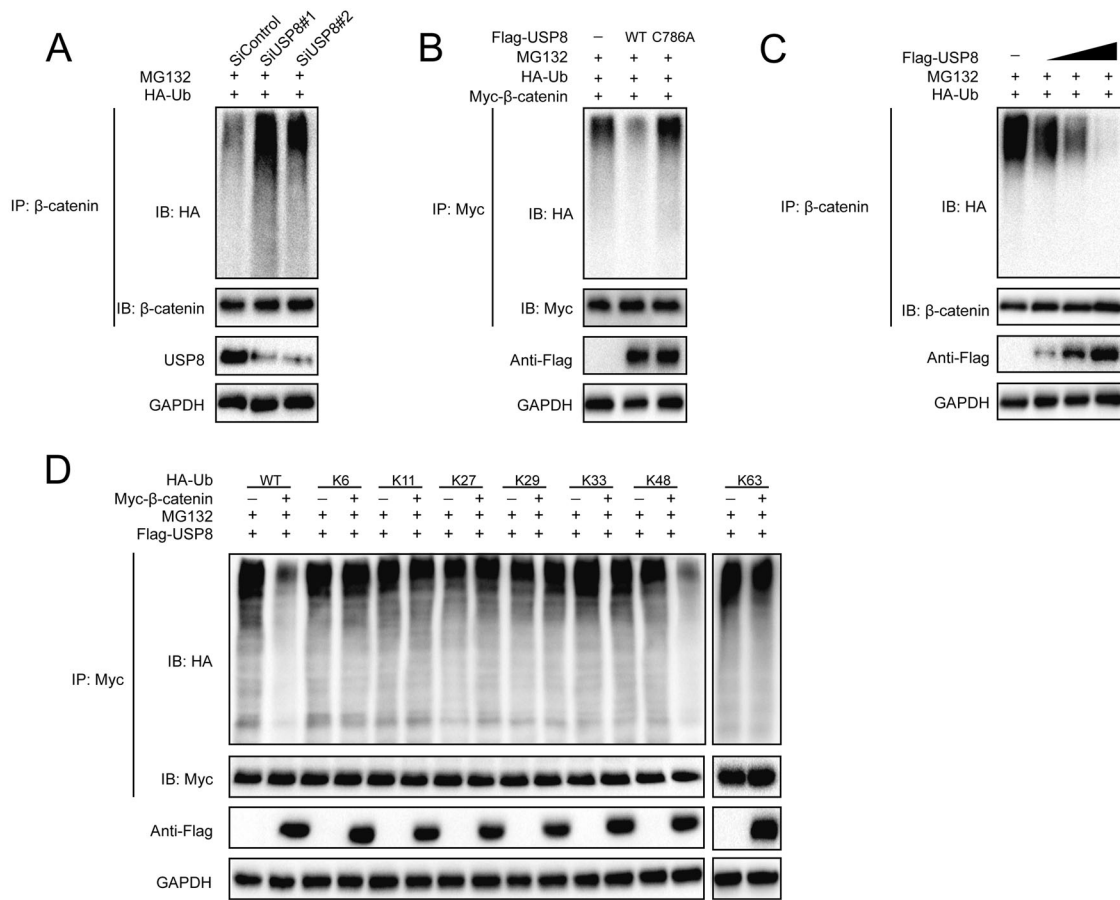 A
SiControl
SiUSP8#1
SiUSP8#2
MG132 + + +
HA-Ub + + +
IP: β-catenin
IB: HA
IB: β-catenin
USP8
GAPDH
B
Flag-USP8 – WT C786A
MG132 + + +
HA-Ub + + +
Myc-β-catenin + + +
IP: Myc
IB: HA
IB: Myc
Anti-Flag
GAPDH
C
Flag-USP8 –
MG132 + + + +
HA-Ub + + + +
IP: β-catenin
IB: HA
IB: β-catenin
Anti-Flag
GAPDH
D
HA-Ub WT K6 K11 K27 K29 K33 K48 K63
Myc-β-catenin – + – + – + – + – + – + – + – +
MG132 + + + + + + + + + + + + + + + +
Flag-USP8 + + + + + + + + + + + + + + + +
IP: Myc
IB: HA
IB: Myc
Anti-Flag
GAPDH